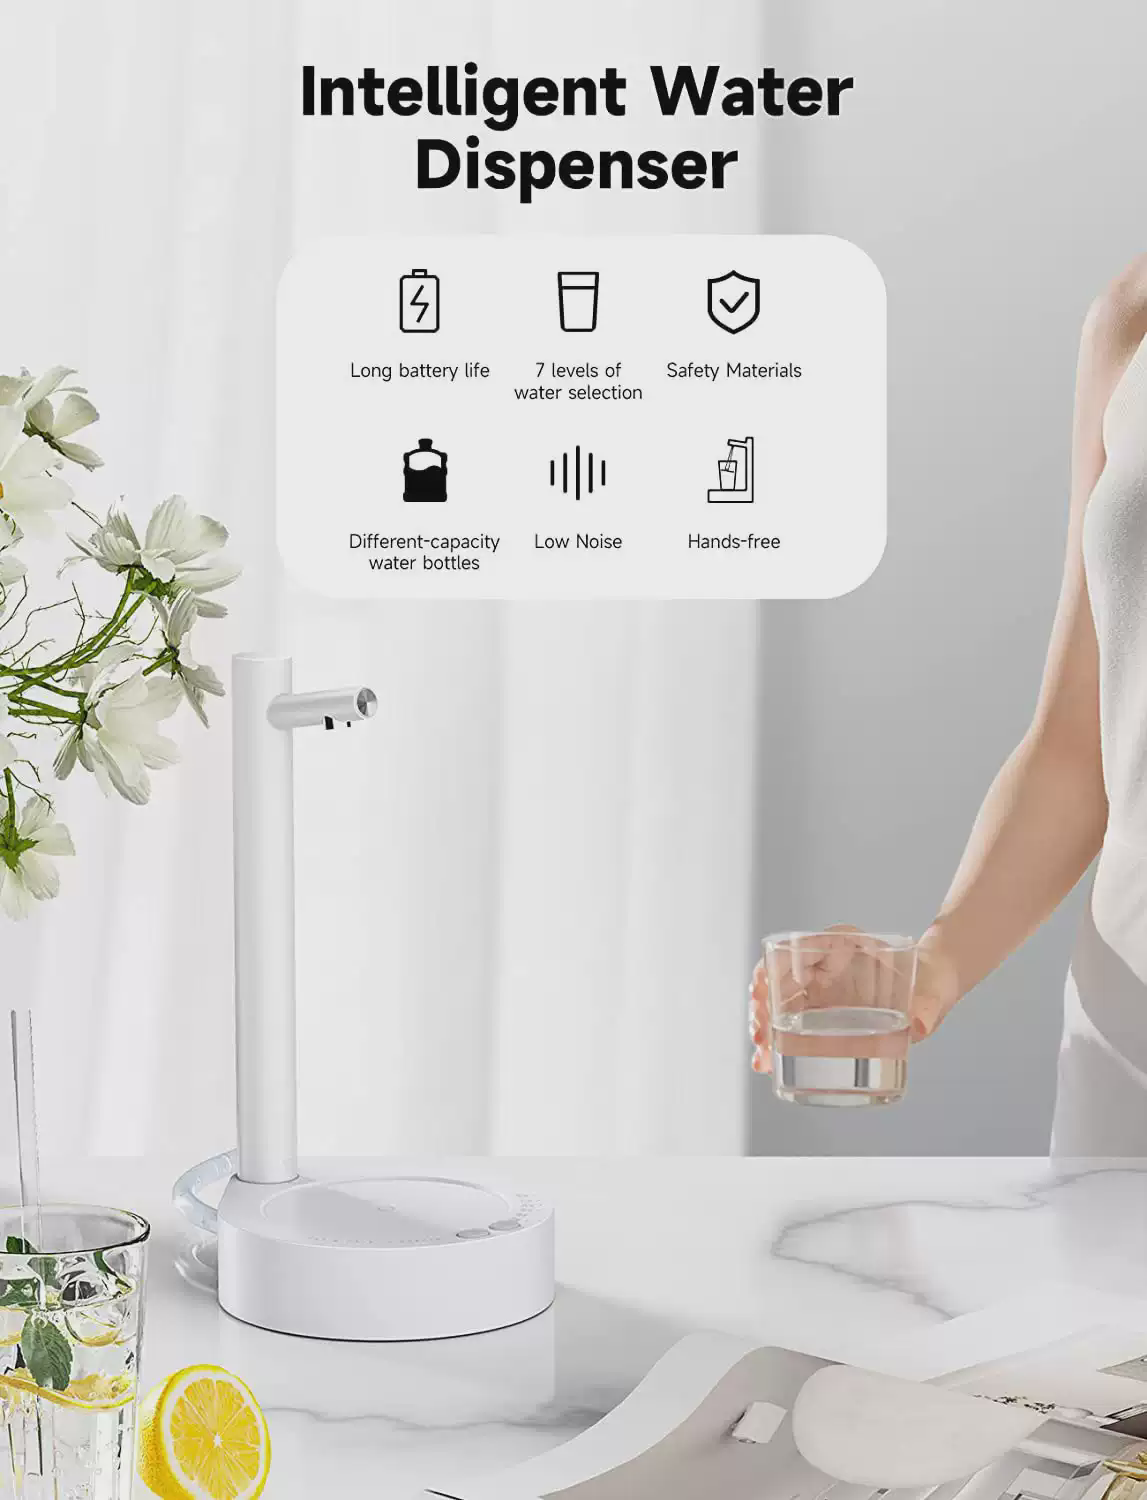 Intelligent Water
Dispenser
Long battery life
7 levels of
water selection
Safety Materials
Different-capacity
water bottles
Low Noise
Hands-free